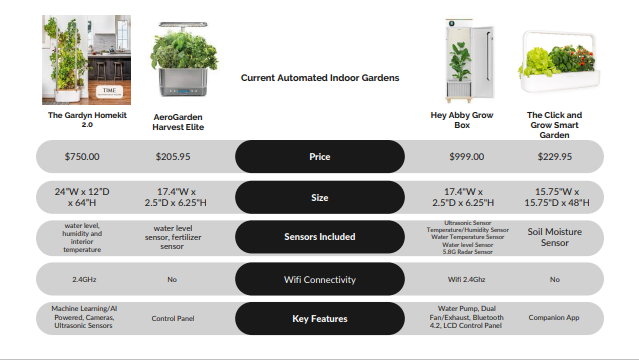 Current Automated Indoor Gardens
TIME
The Gardyn Homekit
2.0
AeroGarden
Harvest Elite
Hey Abby Grow
Box
The Click and
Grow Smart
Garden
$750.00
$205.95
Price
$999.00
$229.95
24"W x 12"D
x 64"H
17.4"W x
2.5"D x 6.25"H
Size
17.4"W x
2.5"D x 6.25"H
15.75"W x
15.75"D x 48"H
water level,
humidity and
interior
temperature
water level
sensor, fertilizer
sensor
Sensors Included
Ultrasonic Sensor
Temperature/Humidity Sensor
Water Temperature Sensor
Water level Sensor
5.8G Radar Sensor
Soil Moisture
Sensor
2.4GHz
No
Wifi Connectivity
Wifi 2.4Ghz
No
Machine Learning/AI
Powered, Cameras,
Ultrasonic Sensors
Control Panel
Key Features
Water Pump, Dual
Fan/Exhaust, Bluetooth
4.2, LCD Control Panel
Companion App